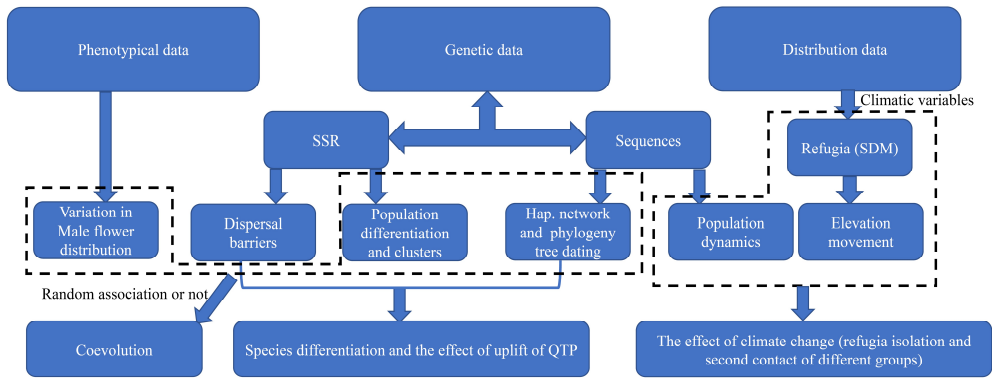 Phenotypical data
Genetic data
Distribution data
Climatic variables
SSR
Sequences
Refugia (SDM)
Variation in
Male flower
distribution
Dispersal
barriers
Population
differentiation
and clusters
Hap. network
and phylogeny
tree dating
Population
dynamics
Elevation
movement
Random association or not
Coevolution
Species differentiation and the effect of uplift of QTP
The effect of climate change (refugia isolation and
second contact of different groups)